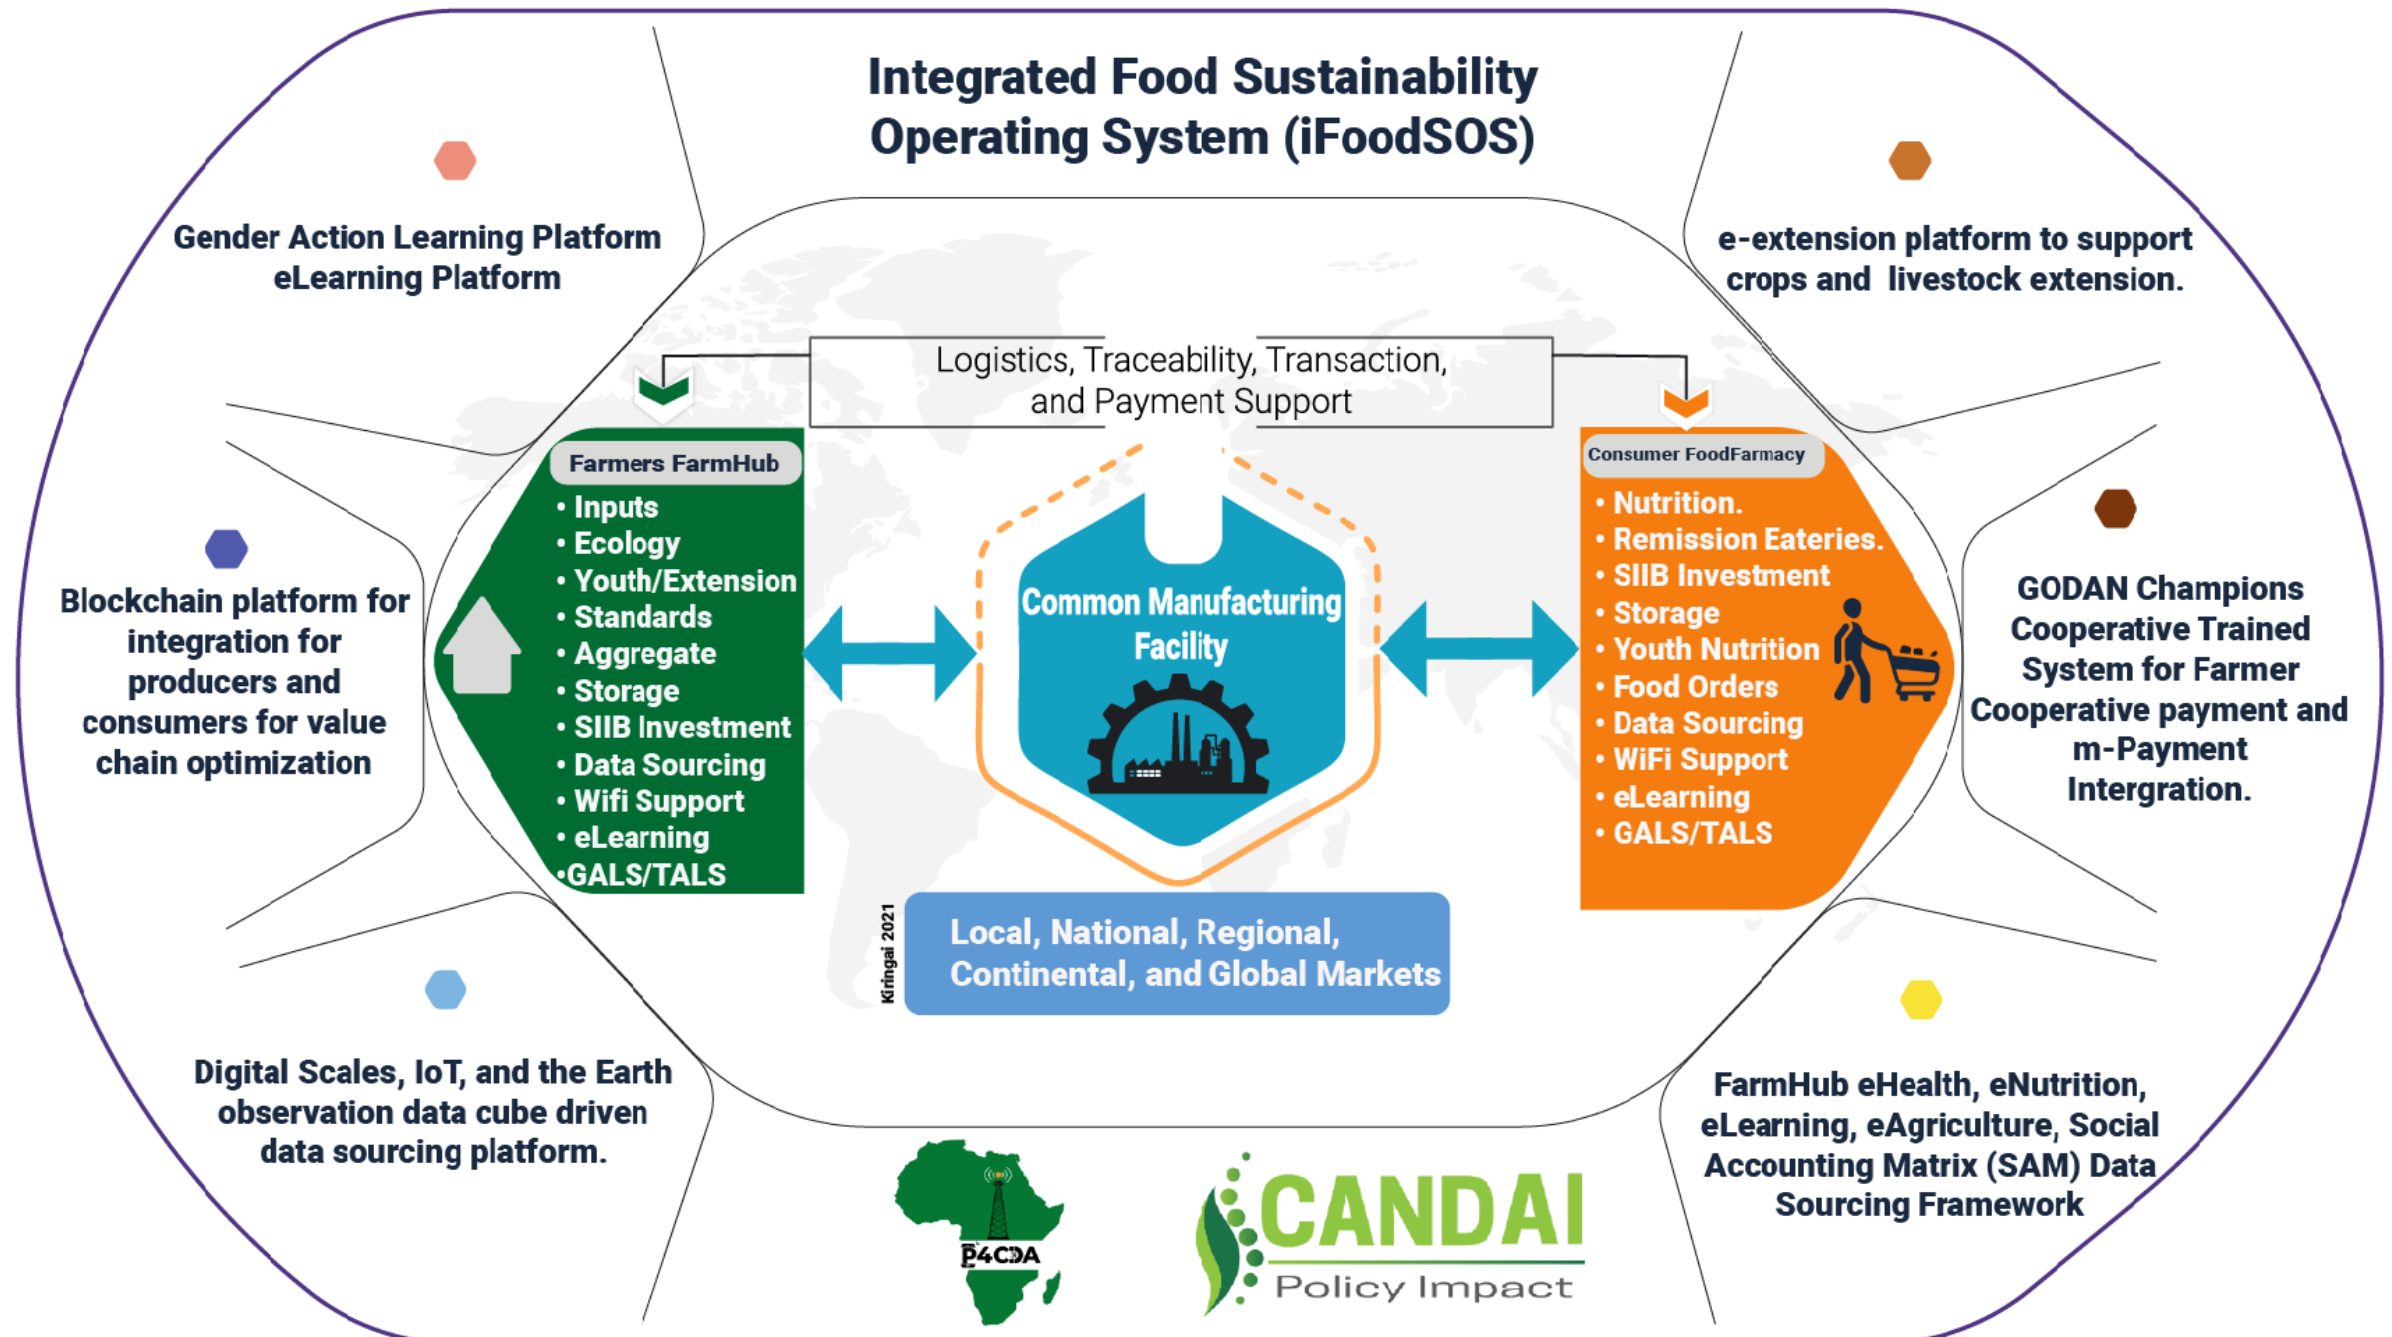 Integrated Food Sustainability
Operating System (iFoodSOS)
Gender Action Learning Platform
eLearning Platform
e-extension platform to support
crops and livestock extension.
Logistics, Traceability, Transaction,
and Payment Support
Blockchain platform for
integration for
producers and
consumers for value
chain optimization
Farmers FarmHub
• Inputs
• Ecology
• Youth/Extension
• Standards
• Aggregate
• Storage
• SIIB Investment
• Data Sourcing
• Wifi Support
• eLearning
•GALS/TALS
Common Manufacturing
Facility
Consumer FoodFarmacy
• Nutrition.
• Remission Eateries.
• SIIB Investment
• Storage
• Youth Nutrition
• Food Orders
• Data Sourcing
• WiFi Support
• eLearning
• GALS/TALS
GODAN Champions
Cooperative Trained
System for Farmer
Cooperative payment and
m-Payment
Intergration.
Kiringai 2021
Local, National, Regional,
Continental, and Global Markets
Digital Scales, IoT, and the Earth
observation data cube driven
data sourcing platform.
FarmHub eHealth, eNutrition,
eLearning, eAgriculture, Social
Accounting Matrix (SAM) Data
Sourcing Framework
P4CDA
CANDAI
Policy Impact